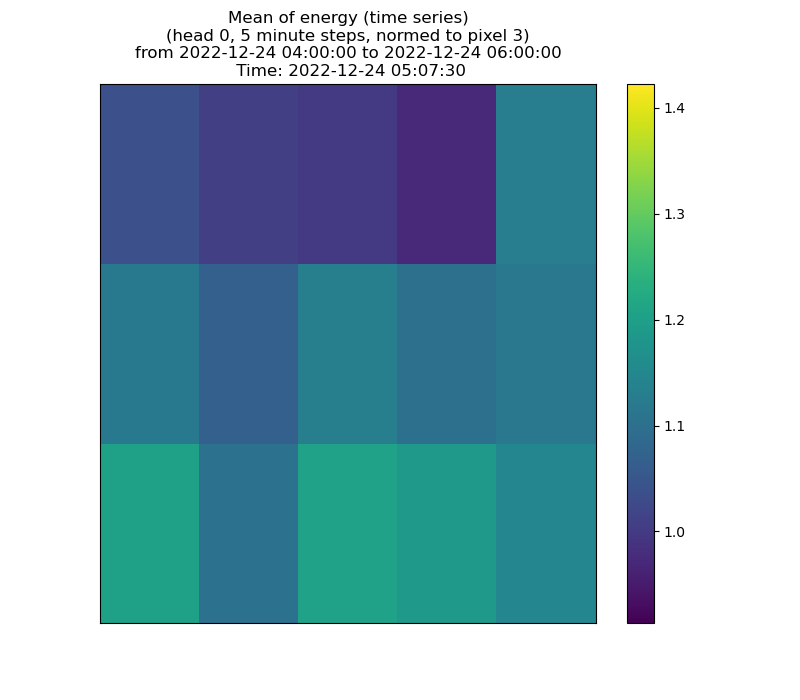 Mean of energy (time series)
(head 0, 5 minute steps, normed to pixel 3)
from 2022-12-24 04:00:00 to 2022-12-24 06:00:00
Time: 2022-12-24 05:07:30
1.4
1.3
1.2
1.1
1.0